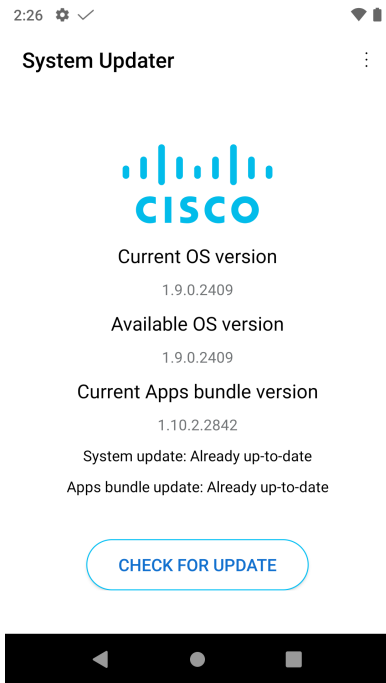 2:26
System Updater
CISCO
Current OS version
1.9.0.2409
Available OS version
1.9.0.2409
Current Apps bundle version
1.10.2.2842
System update: Already up-to-date
Apps bundle update: Already up-to-date
CHECK FOR UPDATE